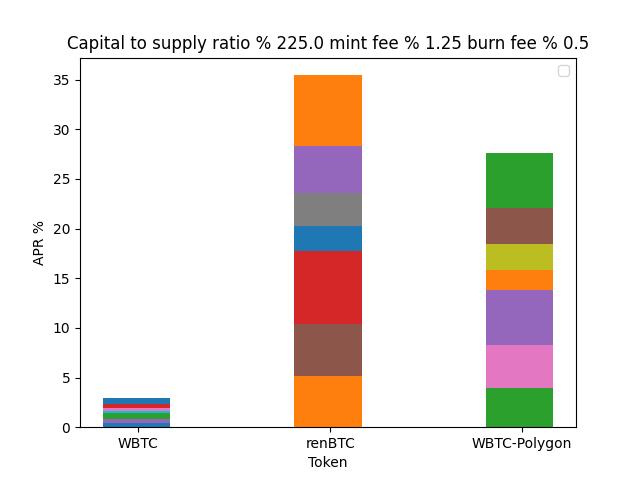 Capital to supply ratio % 225.0 mint fee % 1.25 burn fee % 0.5
35
30
25
20
15
10
5
0
APR %
WBTC
renBTC
WBTC-Polygon
Token